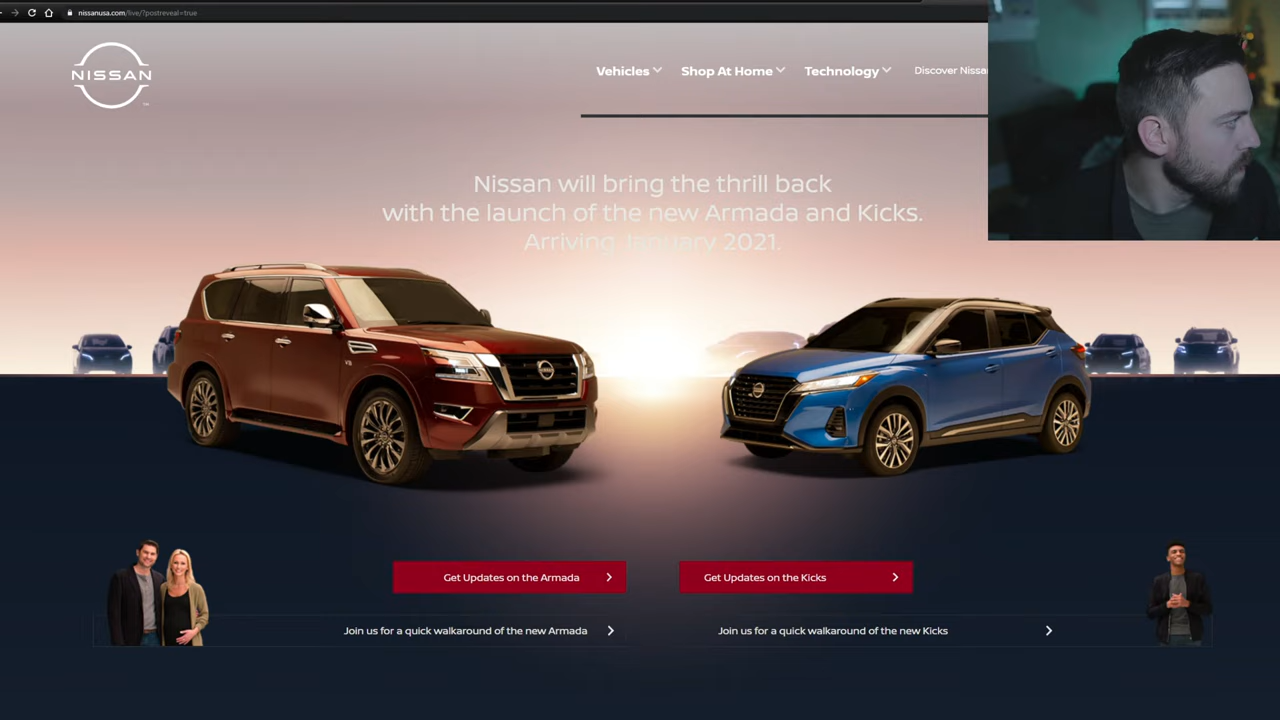 nissanusa.com/live/?postreveal=true
NISSAN
Vehicles
Shop At Home
Technology
Discover Nissa
Nissan will bring the thrill back
with the launch of the new Armada and Kicks.
Arriving January 2021.
V8
Get Updates on the Armada
Get Updates on the Kicks
Join us for a quick walkaround of the new Armada
Join us for a quick walkaround of the new Kicks